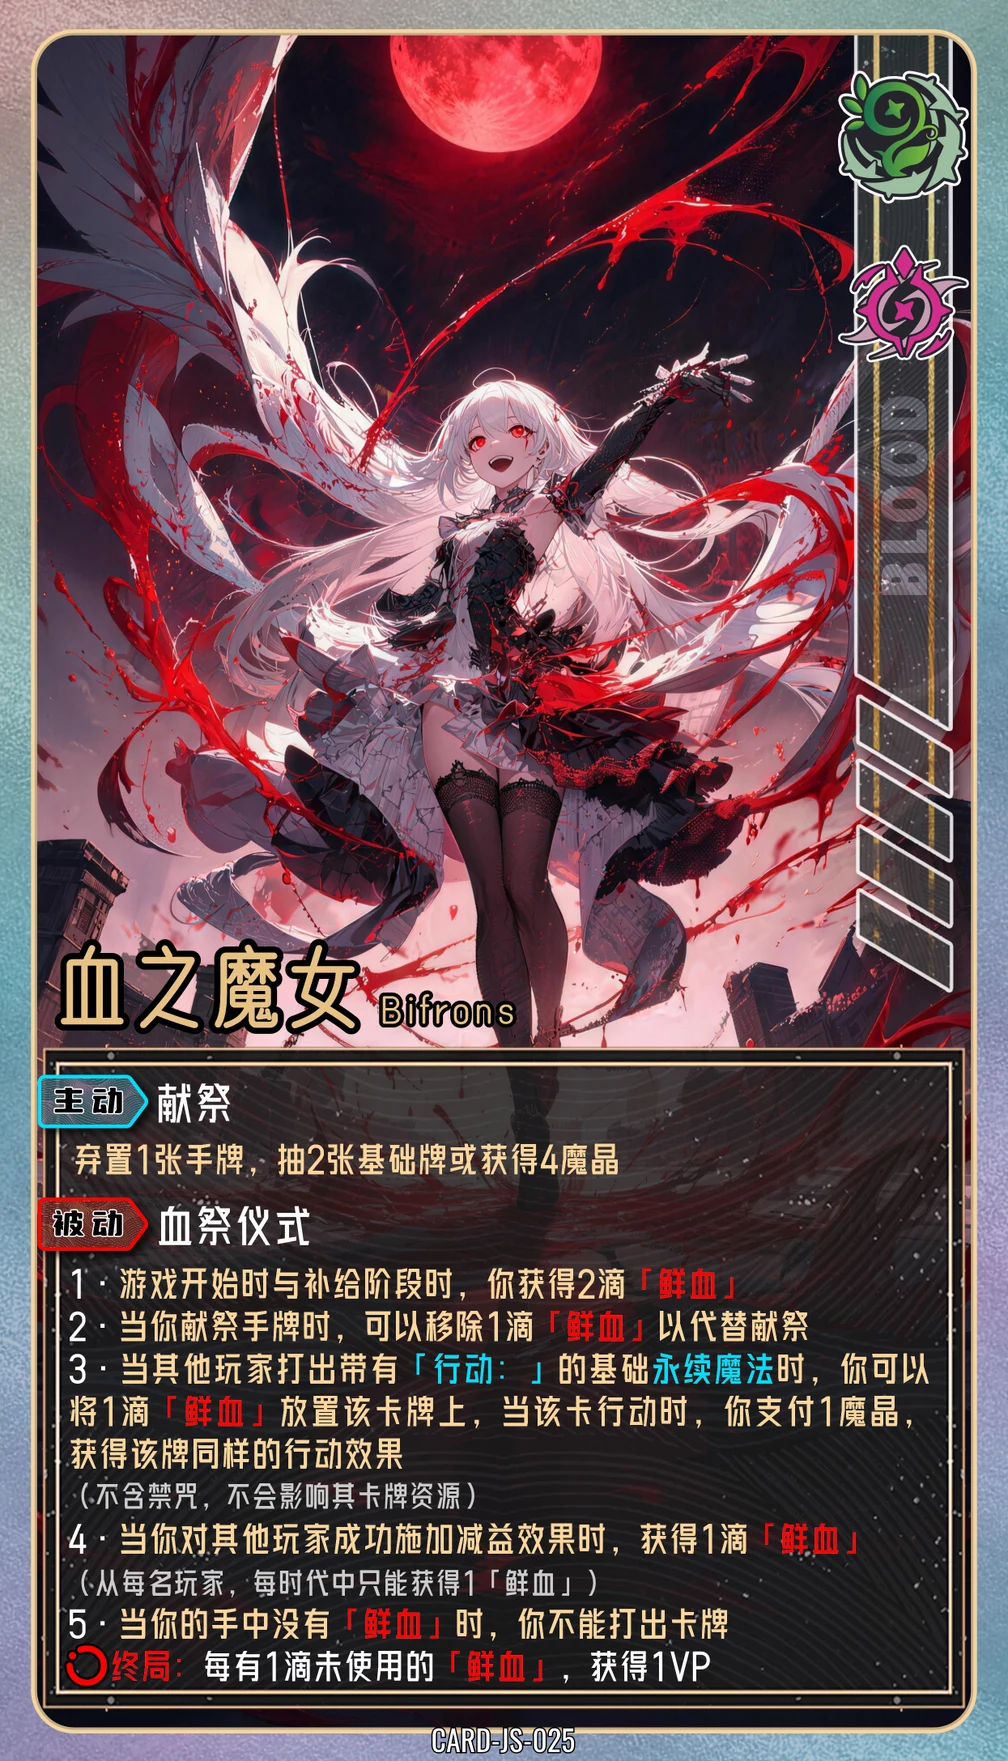 BLOOD
血之魔女 Bifrons
主动 献祭
弃置1张手牌，抽2张基础牌或获得4魔晶
被动 血祭仪式
1·游戏开始时与补给阶段时，你获得2滴「鲜血」
2·当你献祭手牌时，可以移除1滴「鲜血」以代替献祭
3·当其他玩家打出带有「行动：」的基础永续魔法时，你可以
将1滴「鲜血」放置该卡牌上，当该卡行动时，你支付1魔晶，
获得该牌同样的行动效果
（不含禁咒，不会影响其卡牌资源）
4·当你对其他玩家成功施加减益效果时，获得1滴「鲜血」
（从每名玩家，每时代中只能获得1「鲜血」）
5·当你的手中没有「鲜血」时，你不能打出卡牌
终局：每有1滴未使用的「鲜血」，获得1VP
CARD-JS-025